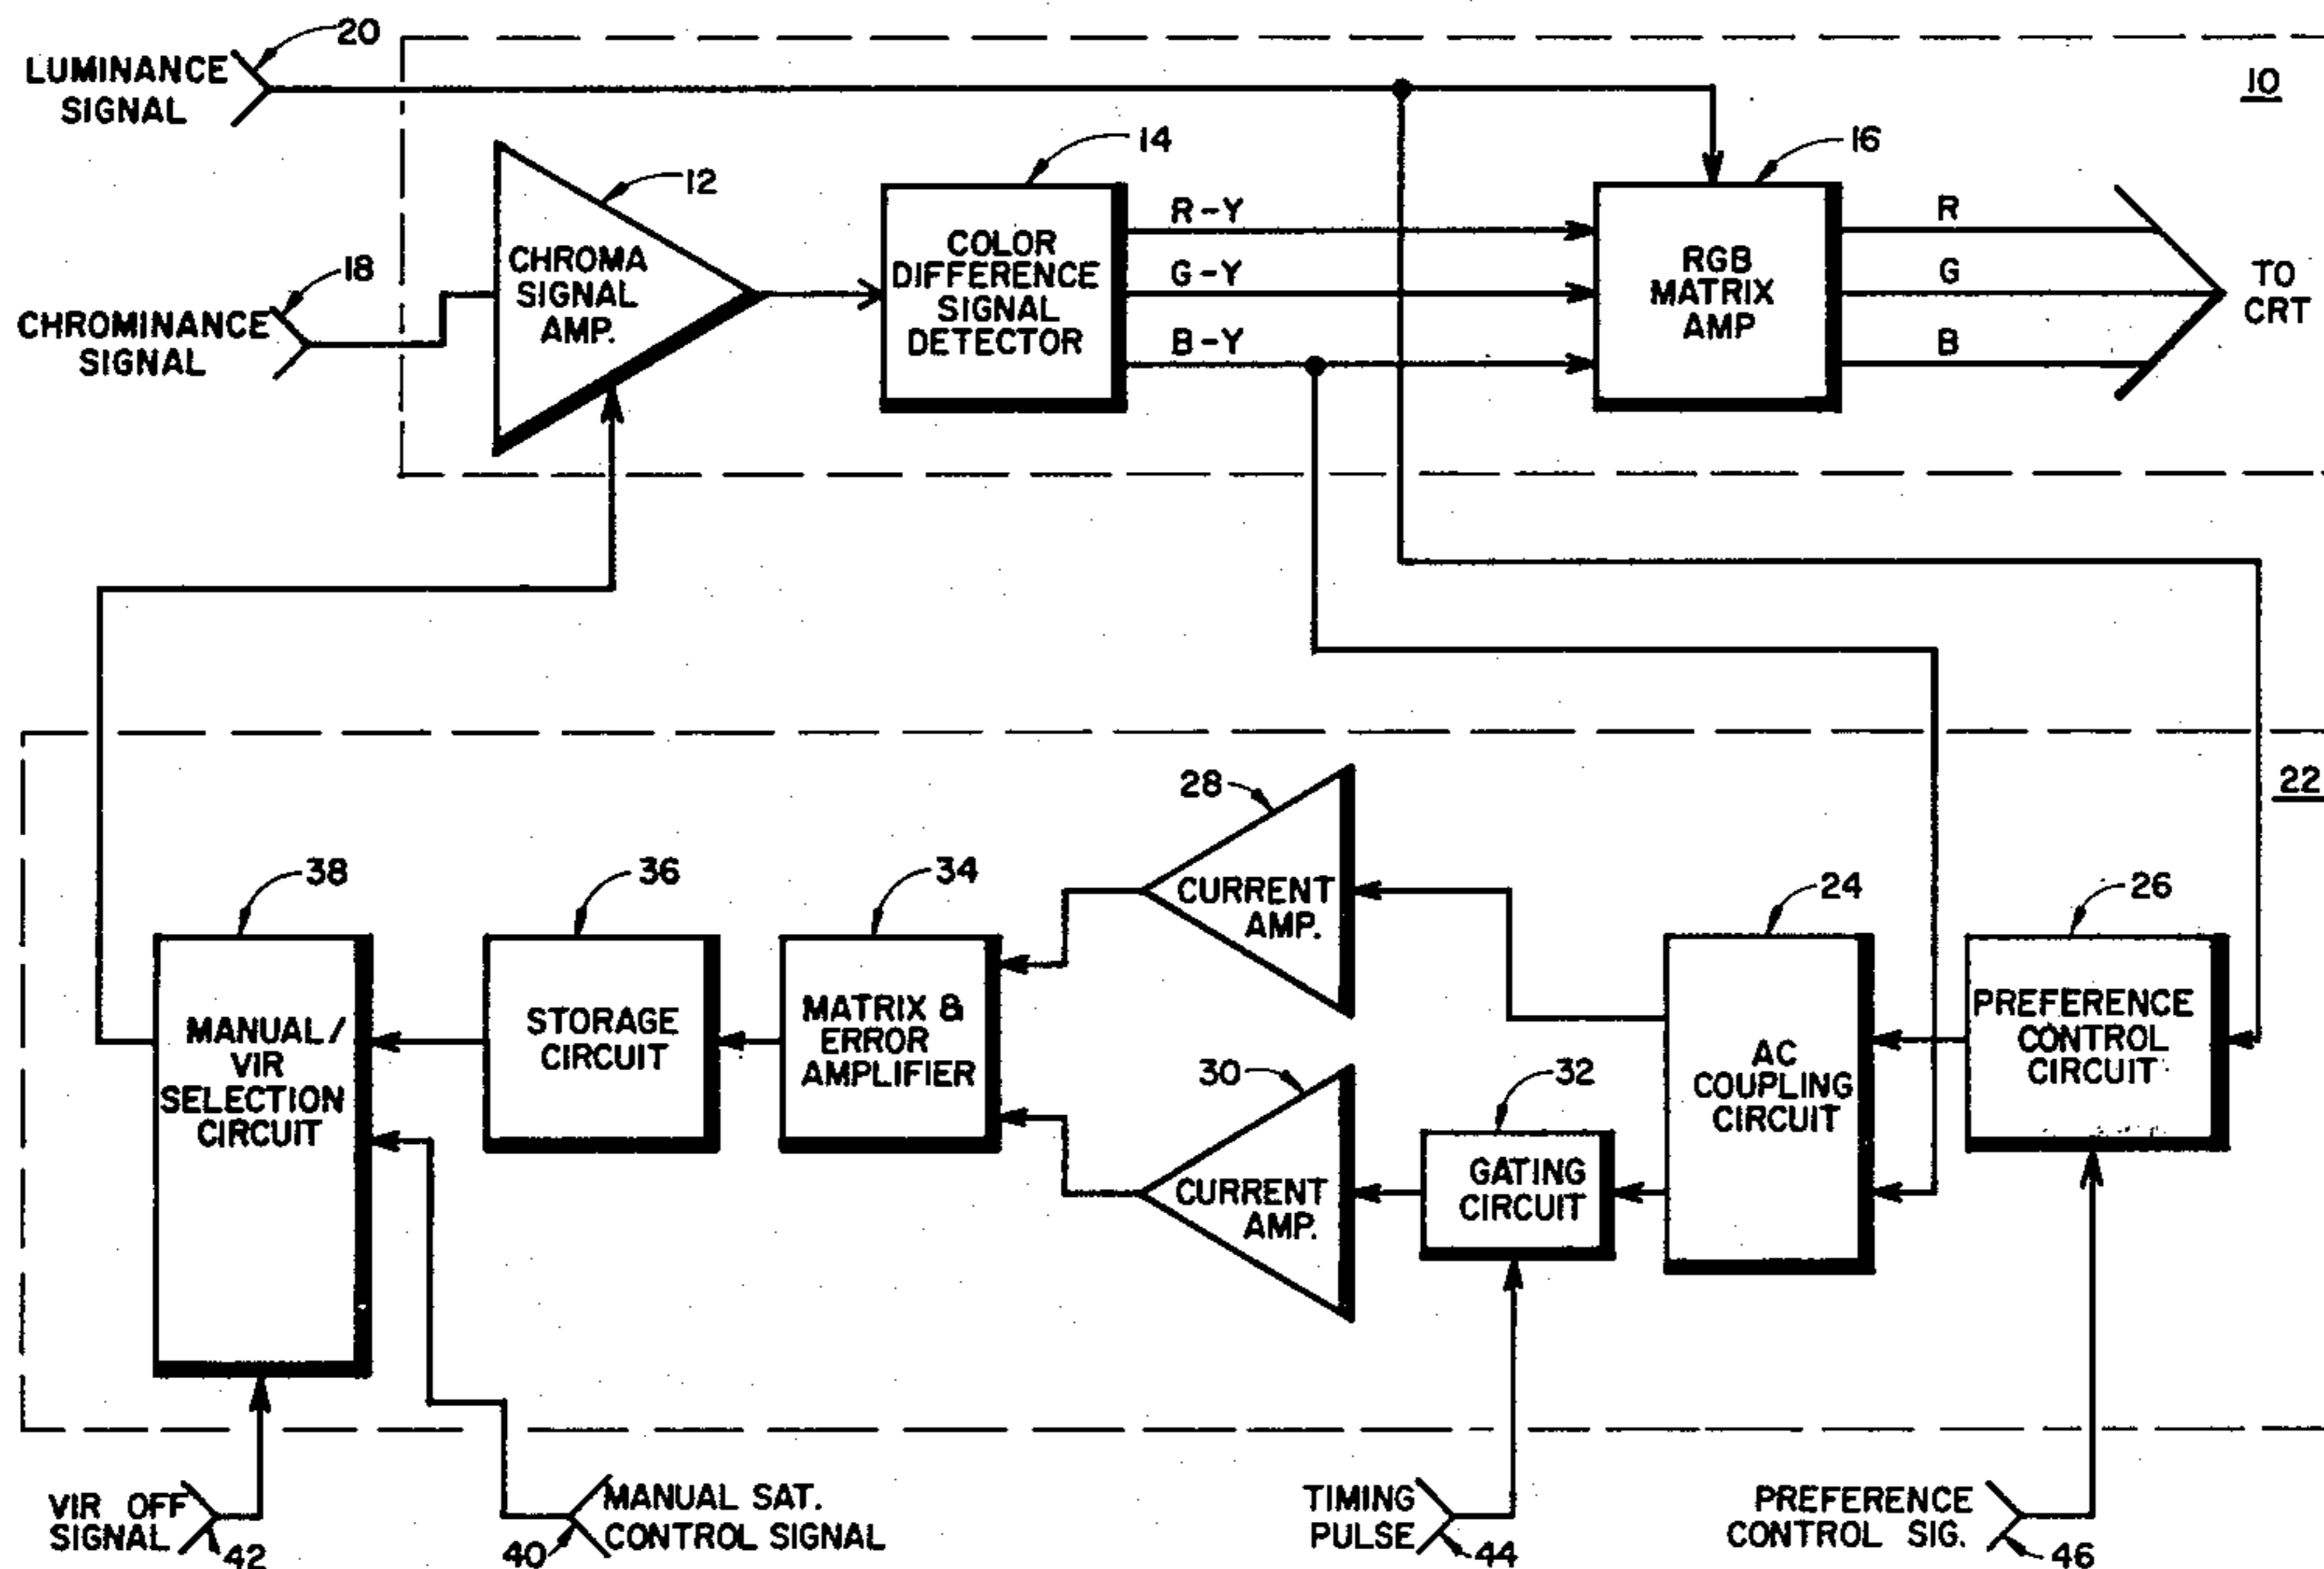 20
LUMINANCE
SIGNAL
10
14
16
12
R-Y
R
18
CHROMA
SIGNAL
AMP.
COLOR
DIFFERENCE
SIGNAL
DETECTOR
G-Y
RGB
MATRIX
AMP
G
TO
CRT
CHROMINANCE
SIGNAL
B-Y
B
22
28
38
36
34
24
26
CURRENT
AMP.
MANUAL/
VIR
SELECTION
CIRCUIT
STORAGE
CIRCUIT
MATRIX &
ERROR
AMPLIFIER
AC
COUPLING
CIRCUIT
PREFERENCE
CONTROL
CIRCUIT
30
32
CURRENT
AMP.
GATING
CIRCUIT
VIR OFF
SIGNAL
42
MANUAL SAT.
CONTROL SIGNAL
40
TIMING
PULSE
44
PREFERENCE
CONTROL SIG.
46